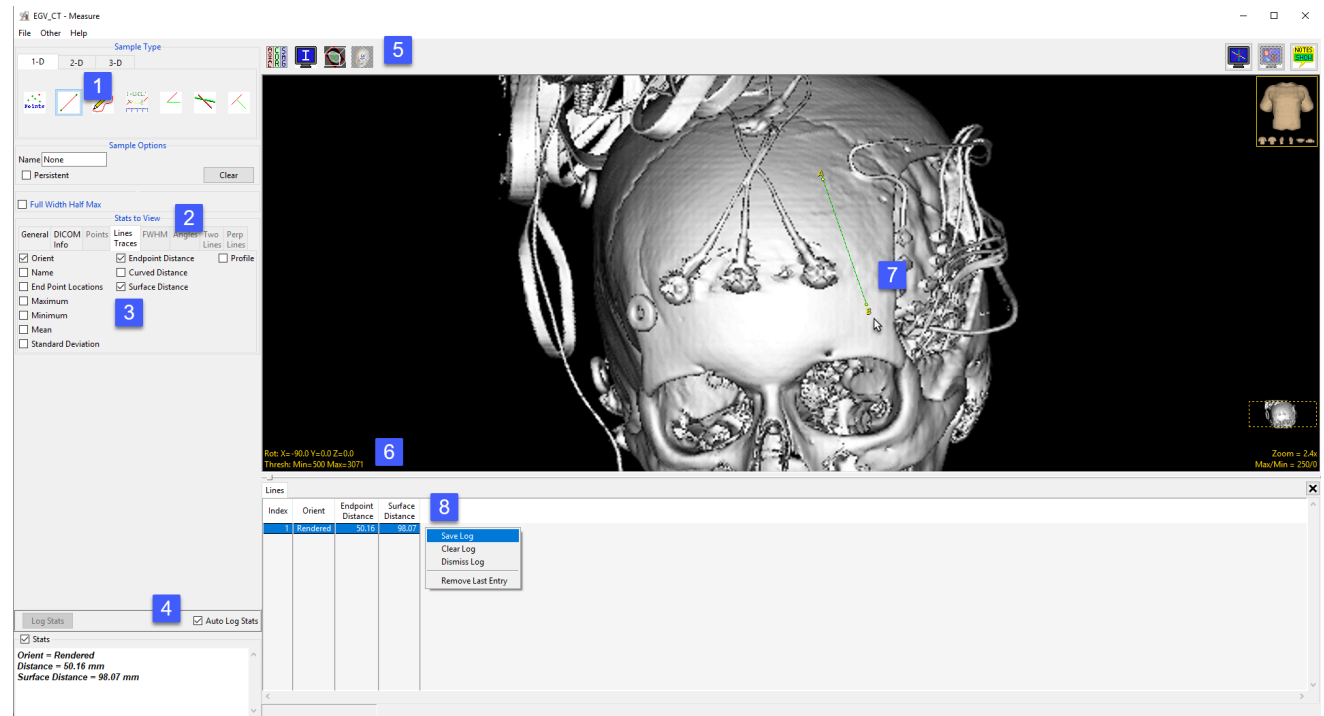 EGV_CT - Measure
File Other Help
Sample Type
1-D 2-D 3-D
1
Points
Sample Options
Name None
Persistent Clear
Full Width Half Max
2
Stats to View
General DICOM Info Points Lines Traces FWHM Angles Two Lines Perp Lines
Orient Endpoint Distance Profile
Name Curved Distance
End Point Locations Surface Distance
Maximum
Minimum
3
Mean
Standard Deviation
4
Log Stats Auto Log Stats
Stats
Orient = Rendered
Distance = 50.16 mm
Surface Distance = 98.07 mm
5
I
NOTES
SHOW
A
7
B
Rot: X=-90.0 Y=0.0 Z=0.0
Thresh: Min=500 Max=3071
6
Zoom = 2.4x
Max/Min = 250/0
Lines
Index Orient Endpoint Distance Surface Distance
8
1 Rendered 50.16 98.07
Save Log
Clear Log
Dismiss Log
Remove Last Entry